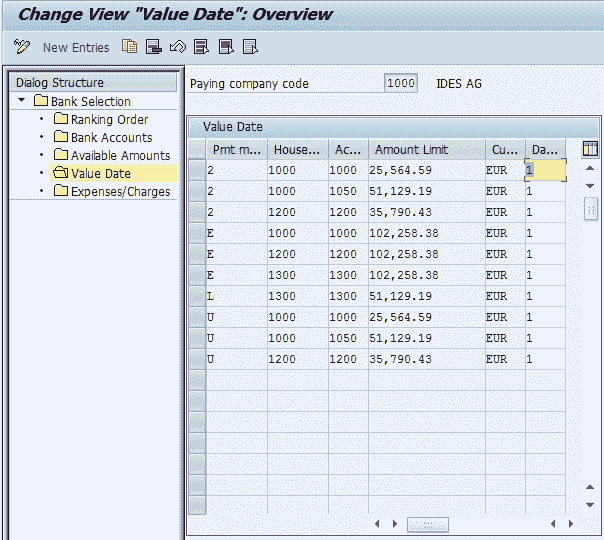 Change View "Value Date": Overview
New Entries
Dialog Structure
Bank Selection
Ranking Order
Bank Accounts
Available Amounts
Value Date
Expenses/Charges
Paying company code 1000 IDES AG
Value Date
Pmt m... House... Ac... Amount Limit Cu... Da...
2 1000 1000 25,564.59 EUR 1
2 1000 1050 51,129.19 EUR 1
2 1200 1200 35,790.43 EUR 1
E 1000 1000 102,258.38 EUR 1
E 1200 1200 102,258.38 EUR 1
E 1300 1300 102,258.38 EUR 1
L 1300 1300 51,129.19 EUR 1
U 1000 1000 25,564.59 EUR 1
U 1000 1050 51,129.19 EUR 1
U 1200 1200 35,790.43 EUR 1